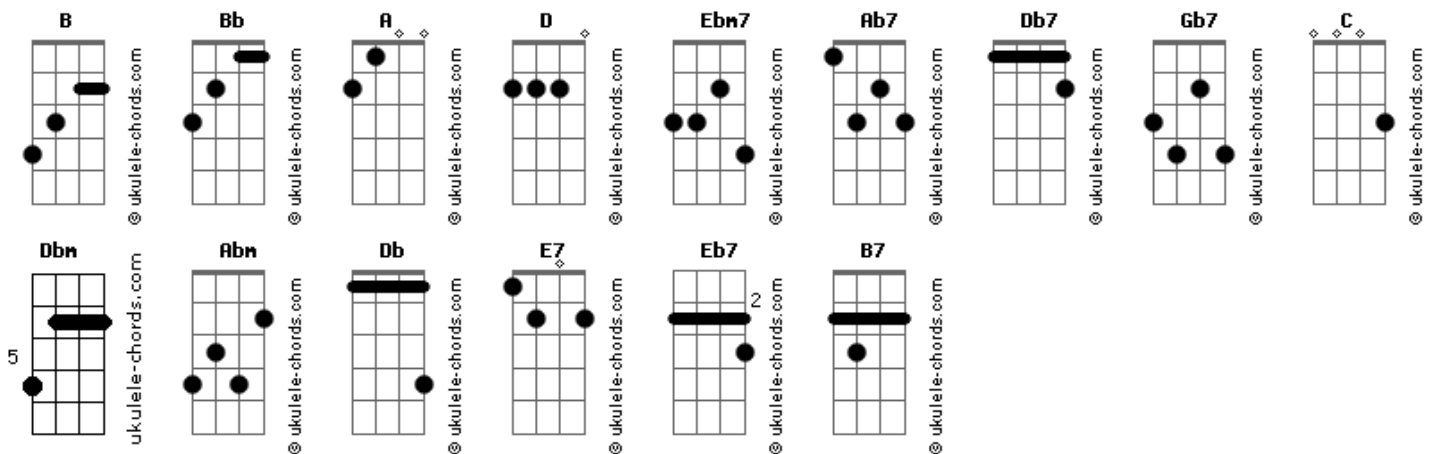 B Bb A D Ebm7 Ab7 Db7 Gb7 C
© ukulele-chords.com © ukulele-chords.com © ukulele-chords.com © ukulele-chords.com © ukulele-chords.com © ukulele-chords.com © ukulele-chords.com © ukulele-chords.com © ukulele-chords.com
Dbm Abm Db E7 Eb7 B7
5 2
ukulele-chords.com © ukulele-chords.com © ukulele-chords.com © ukulele-chords.com © ukulele-chords.com © ukulele-chords.com